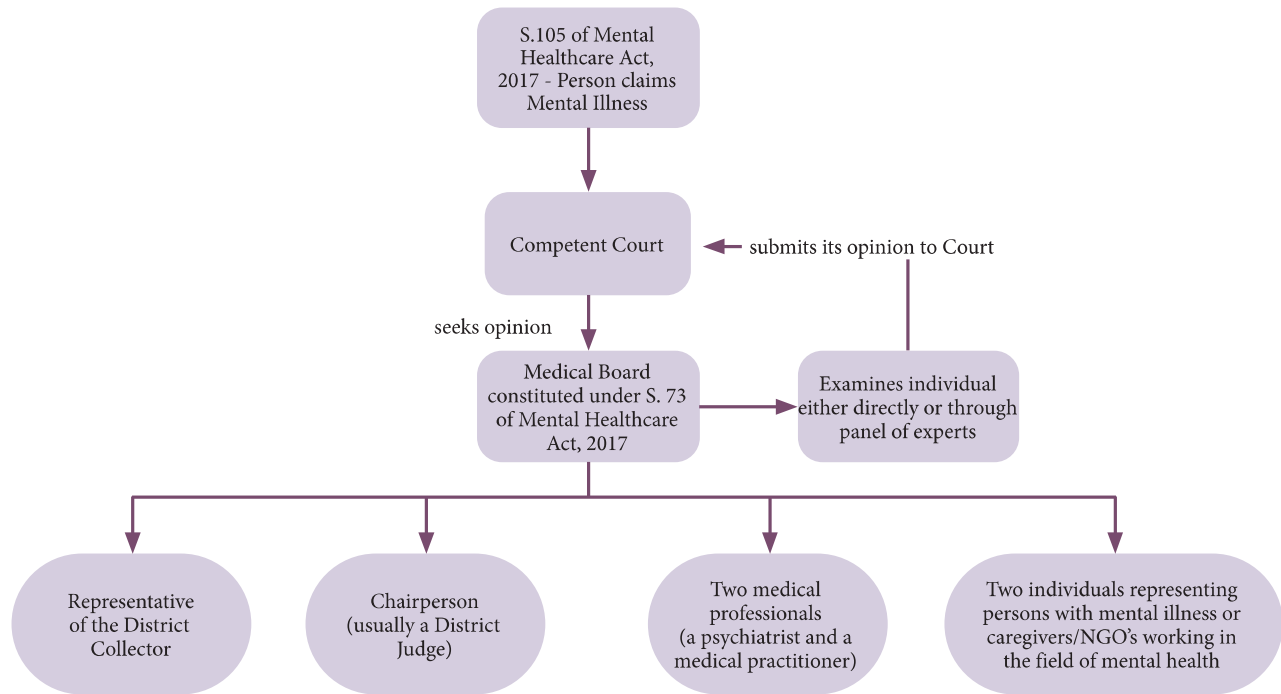 S.105 of Mental
Healthcare Act,
2017 - Person claims
Mental Illness
Competent Court
submits its opinion to Court
seeks opinion
Medical Board
constituted under S. 73
of Mental Healthcare
Act, 2017
Examines individual
either directly or through
panel of experts
Representative
of the District
Collector
Chairperson
(usually a District
Judge)
Two medical
professionals
(a psychiatrist and a
medical practitioner)
Two individuals representing
persons with mental illness or
caregivers/NGO's working in
the field of mental health